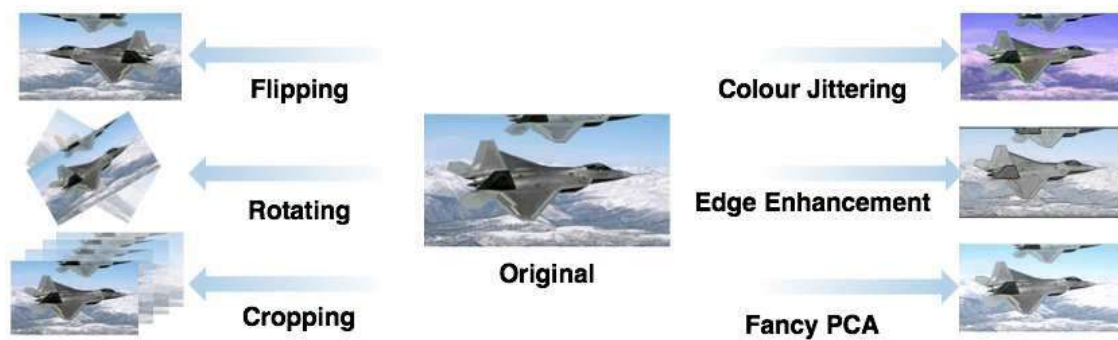 Flipping
Colour Jittering
Rotating
Edge Enhancement
Original
Cropping
Fancy PCA